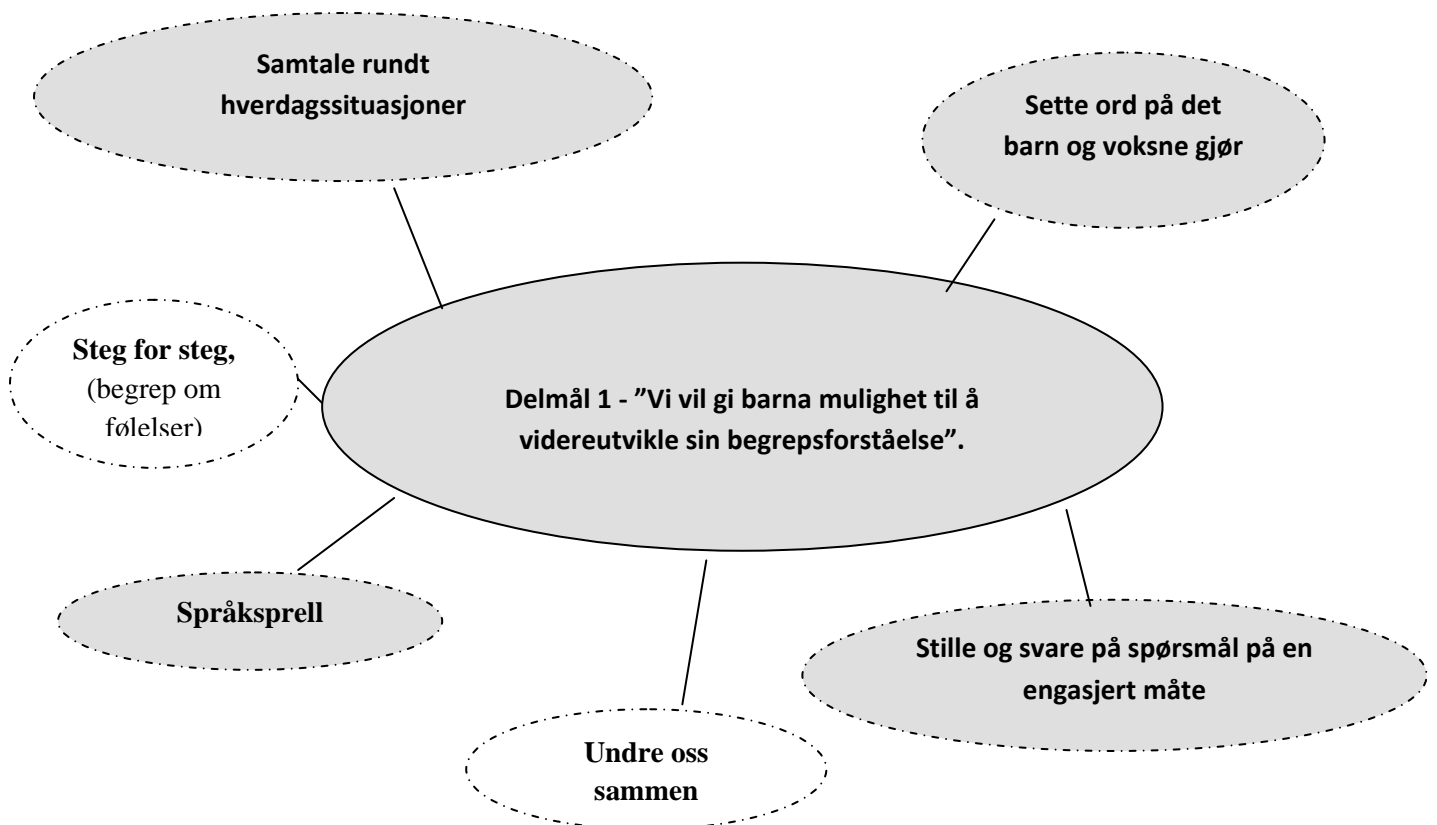 Samtale rundt
hverdagssituasjoner
Sette ord på det
barn og voksne gjør
Steg for steg,
(begrep om
følelser)
Delmål 1 - ”Vi vil gi barna mulighet til å
videreutvikle sin begrepsforståelse”.
Språksprell
Stille og svare på spørsmål på en
engasjert måte
Undre oss
sammen